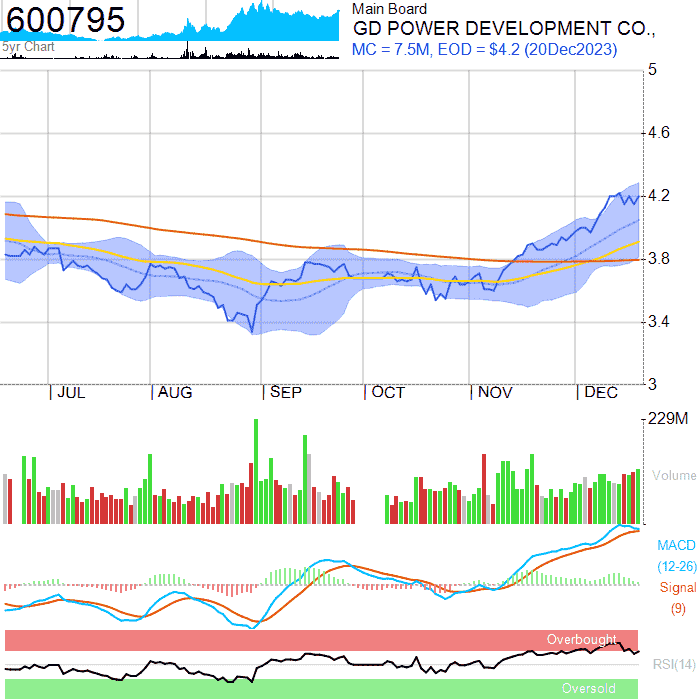 600795
5yr Chart
Main Board
GD POWER DEVELOPMENT CO.,
MC = 7.5M, EOD = $4.2 (20Dec2023)
5
4.6
4.2
3.8
3.4
3
JUL
AUG
SEP
OCT
NOV
DEC
229M
Volume
MACD
(12-26)
Signal
(9)
Overbought
RSI(14)
Oversold